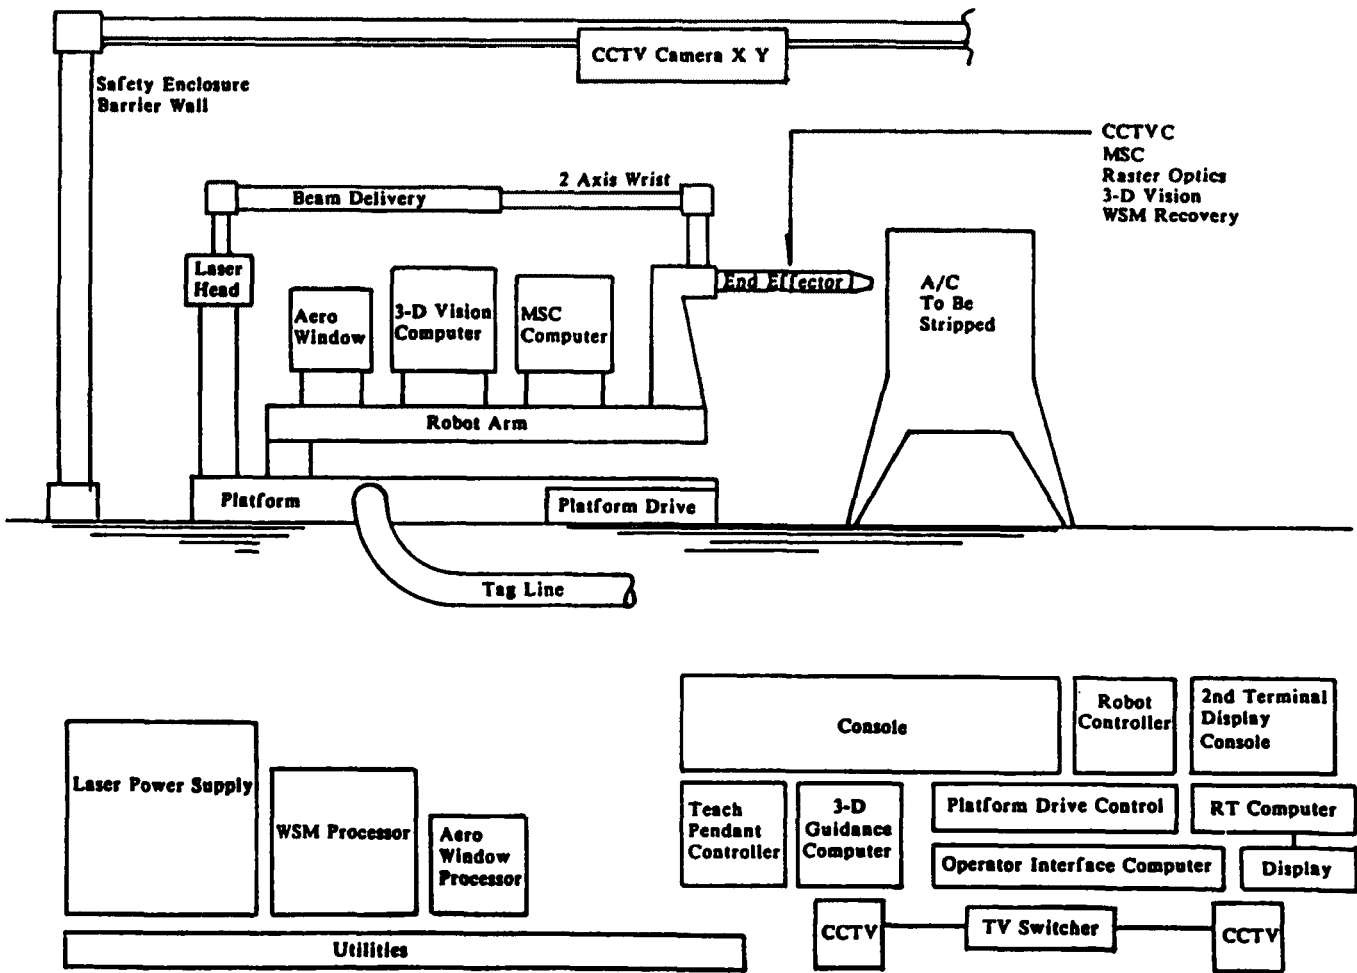 CCTV Camera X Y
Safety Enclosure
Barrier Wall
CCTVC
MSC
Raster Optics
3-D Vision
WSM Recovery
2 Axis Wrist
Beam Delivery
Laser
Head
End Effector
A/C
To Be
Stripped
Aero
Window
3-D Vision
Computer
MSC
Computer
Robot Arm
Platform
Platform Drive
Tag Line
Console
Robot
Controller
2nd Terminal
Display
Console
Laser Power Supply
WSM Processor
Aero
Window
Processor
Teach
Pendant
Controller
3-D
Guidance
Computer
Platform Drive Control
RT Computer
Operator Interface Computer
Display
CCTV
TV Switcher
CCTV
Utilities